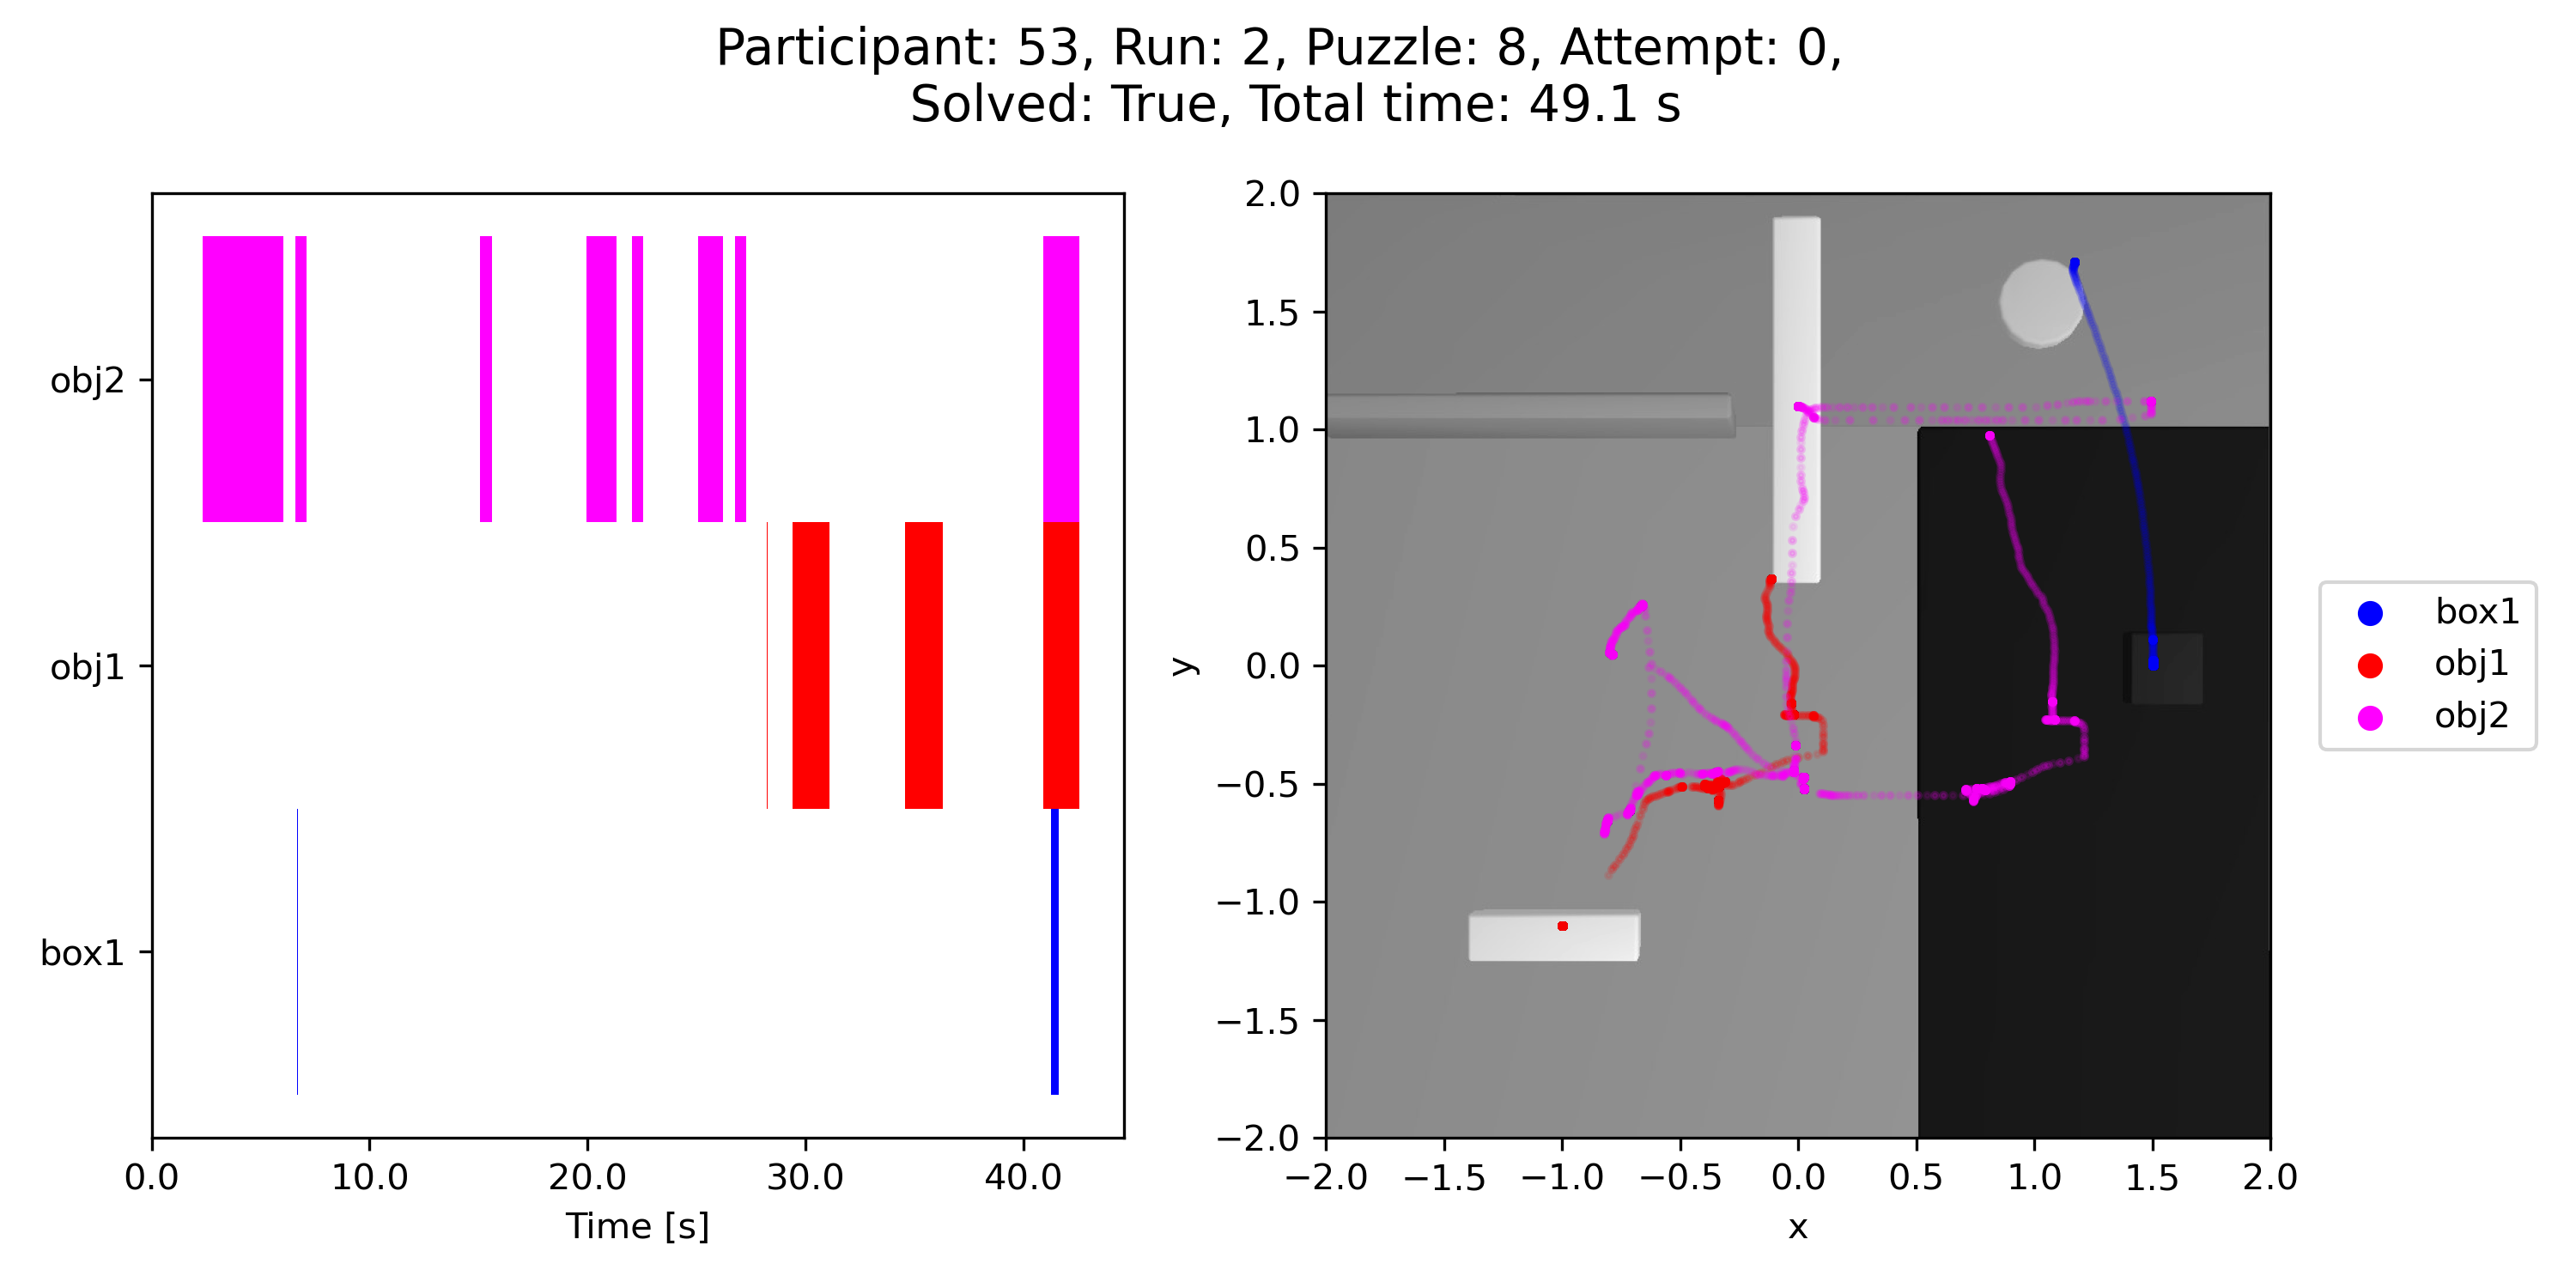 Participant: 53, Run: 2, Puzzle: 8, Attempt: 0,
Solved: True, Total time: 49.1 s
obj2
obj1
box1
0.0 10.0 20.0 30.0 40.0
Time [s]
2.0
1.5
1.0
0.5
0.0
−0.5
−1.0
−1.5
−2.0
y
−2.0 −1.5 −1.0 −0.5 0.0 0.5 1.0 1.5 2.0
x
box1
obj1
obj2